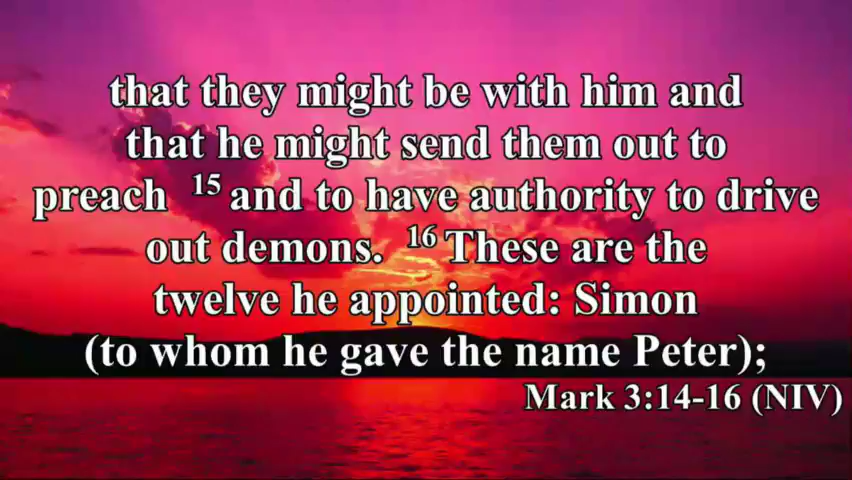 that they might be with him and
that he might send them out to
preach 15 and to have authority to drive
out demons. 16 These are the
twelve he appointed: Simon
(to whom he gave the name Peter);
Mark 3:14-16 (NIV)